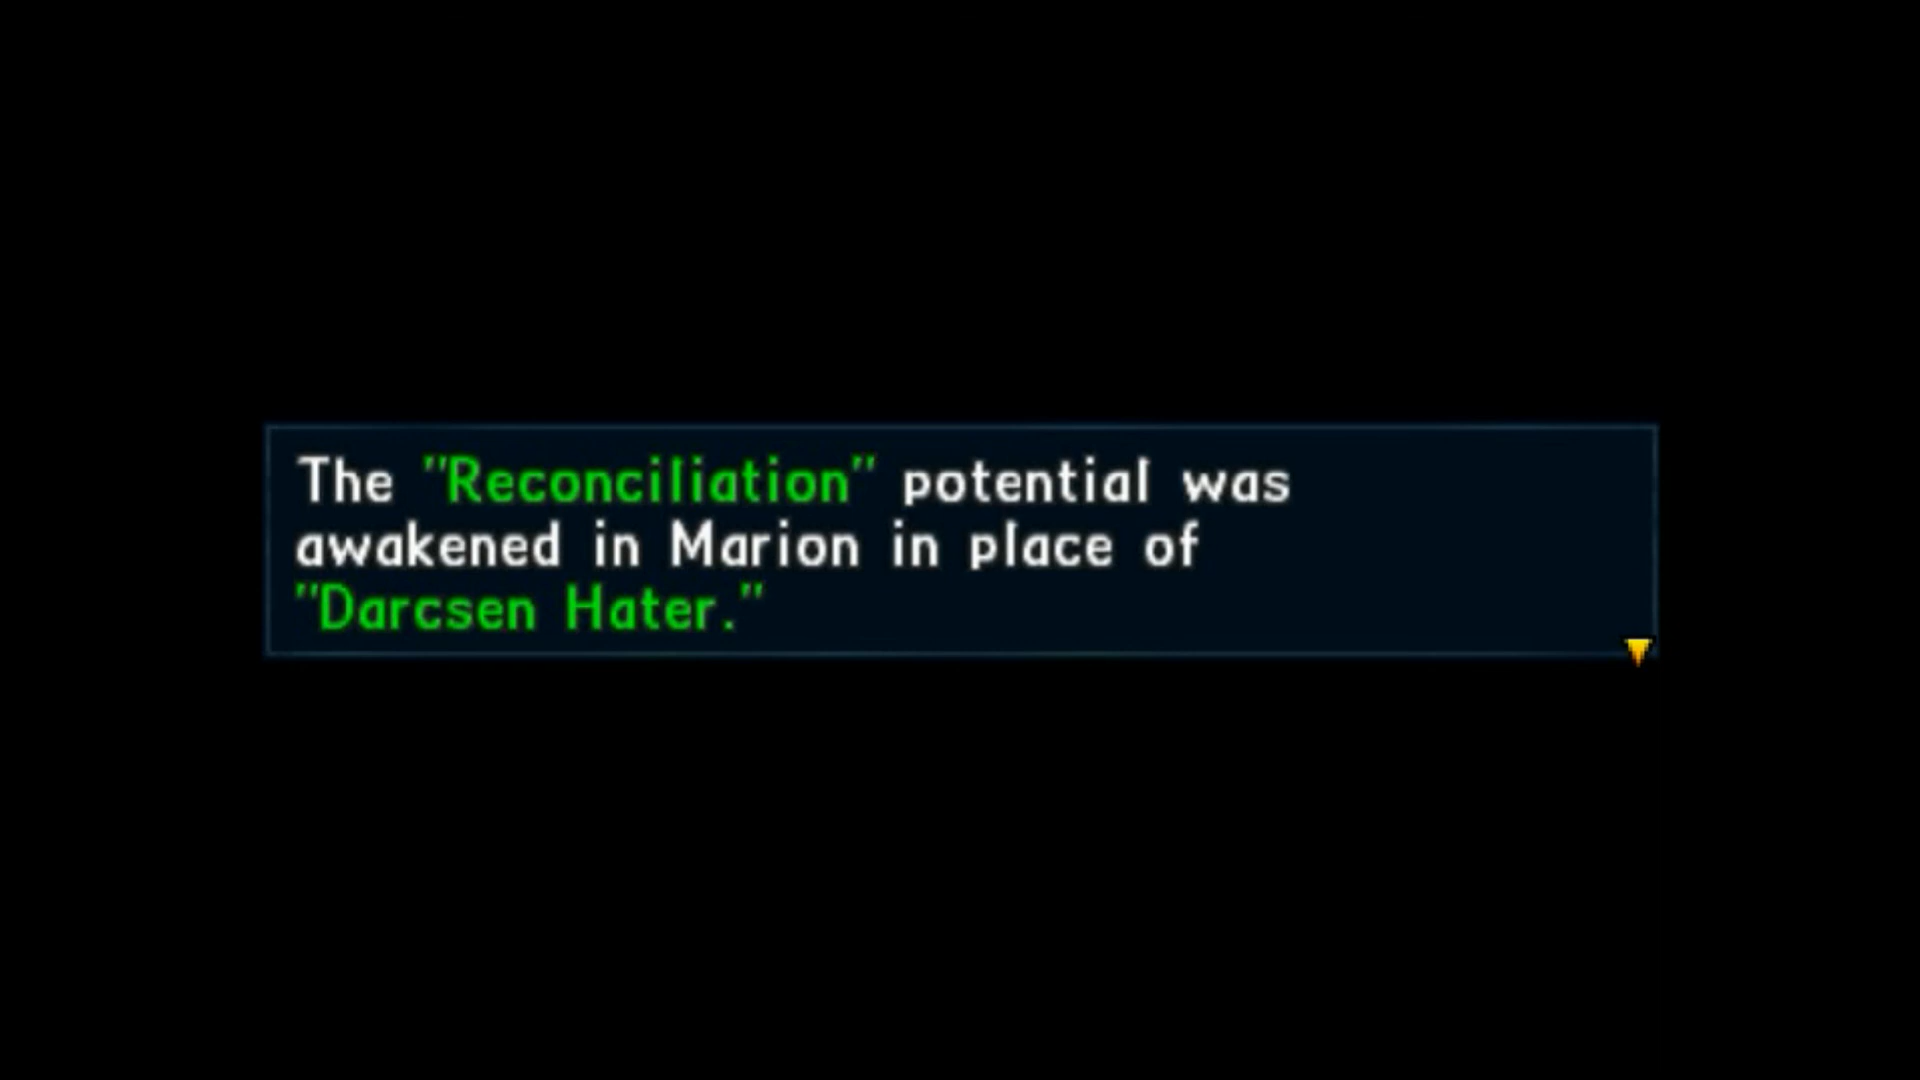 The "Reconciliation" potential was
awakened in Marion in place of
"Darcsen Hater."